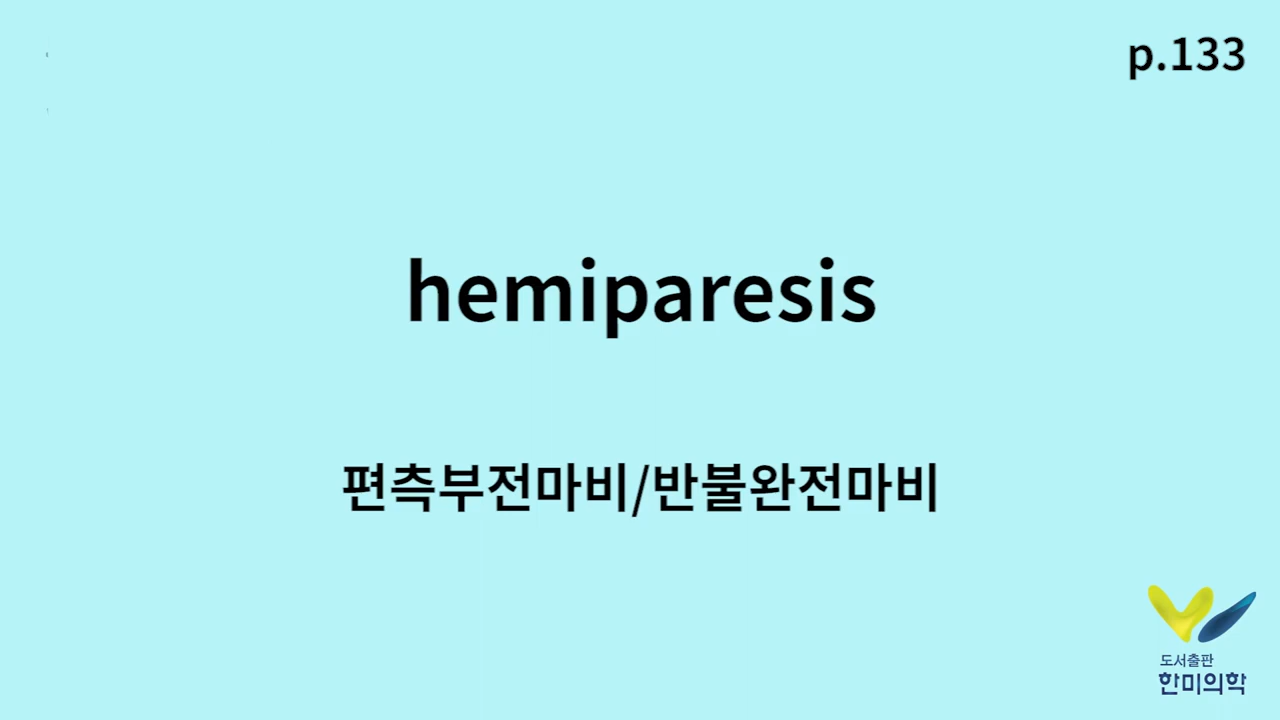 p.133
hemiparesis
편측부전마비/반불완전마비
도서출판
한미의학